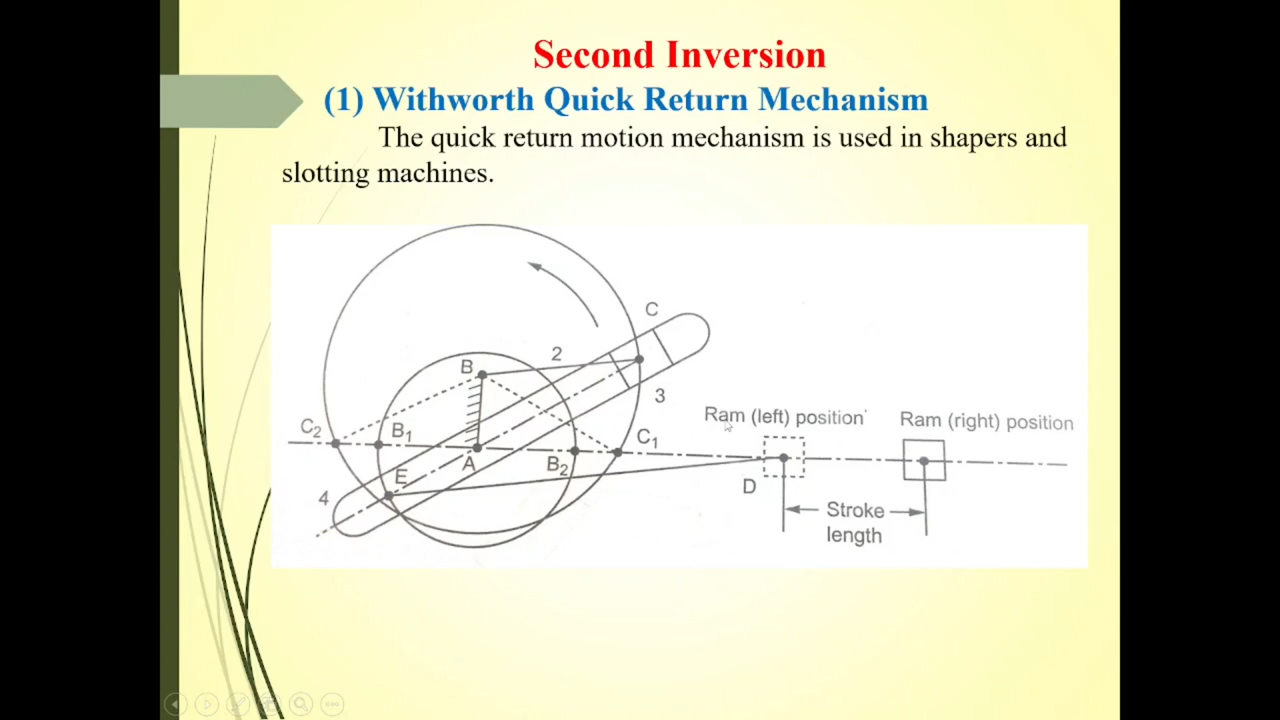 Second Inversion
(1) Withworth Quick Return Mechanism
The quick return motion mechanism is used in shapers and
slotting machines.
C
2
B
3
Ram (left) position
Ram (right) position
C2
B1
C1
A
B2
E
D
4
Stroke
length